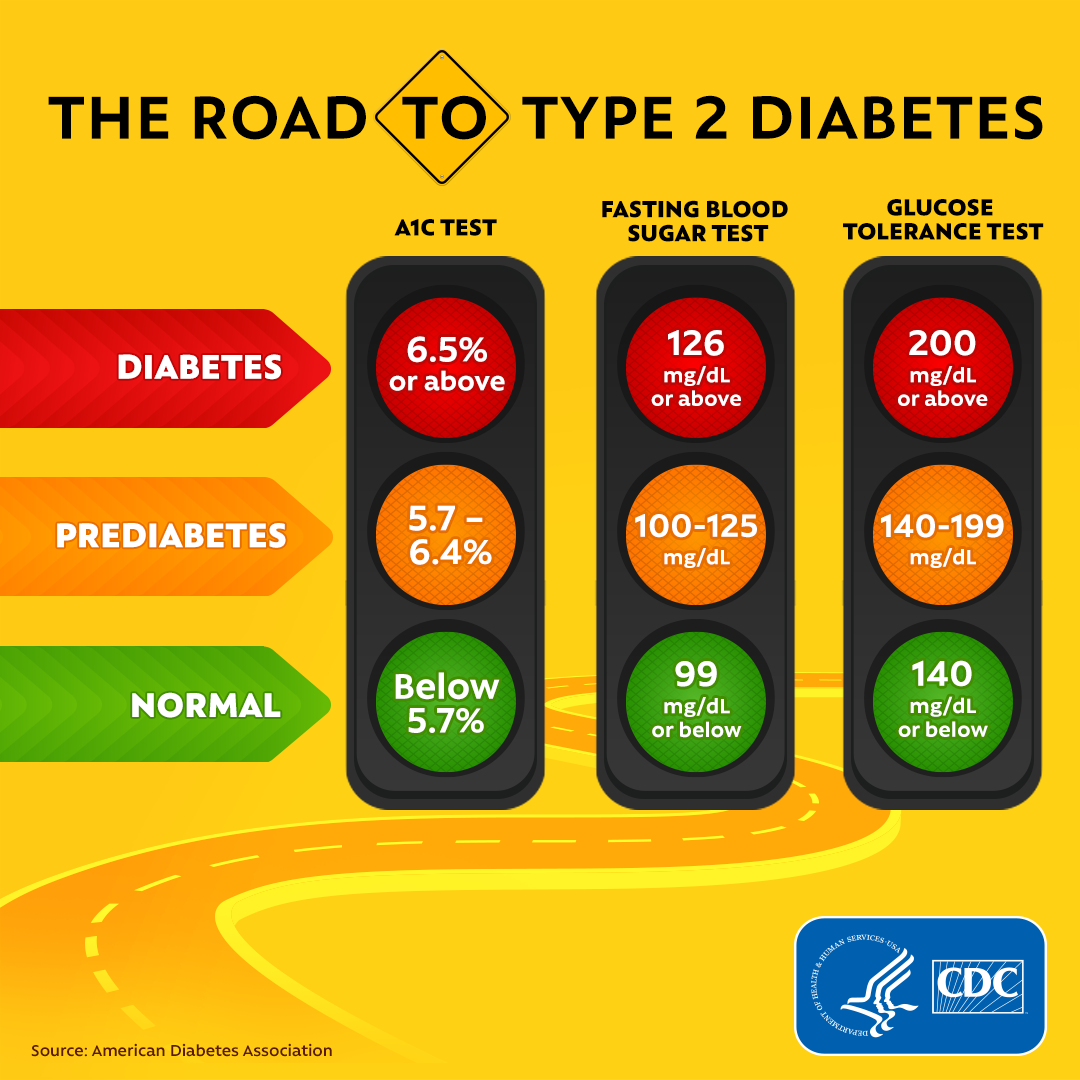 THE ROAD TO TYPE 2 DIABETES
A1C TEST
FASTING BLOOD
SUGAR TEST
GLUCOSE
TOLERANCE TEST
DIABETES
6.5%
or above
126
mg/dL
or above
200
mg/dL
or above
PREDIABETES
5.7 –
6.4%
100-125
mg/dL
140-199
mg/dL
NORMAL
Below
5.7%
99
mg/dL
or below
140
mg/dL
or below
Source: American Diabetes Association
DEPARTMENT OF HEALTH & HUMAN SERVICES·USA
CDC